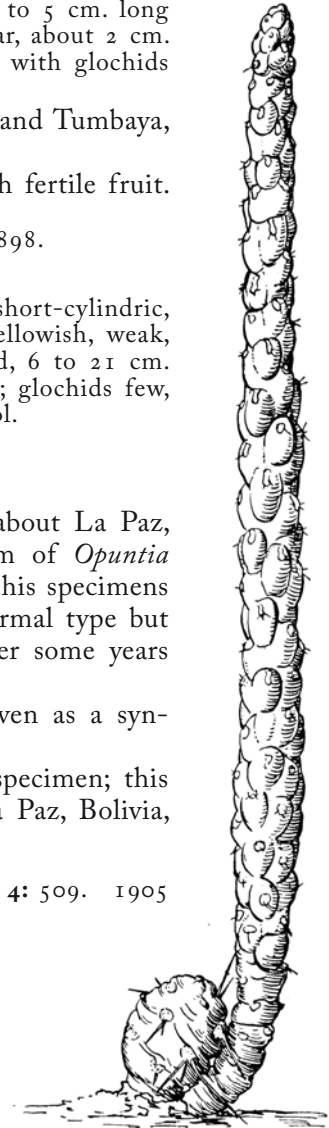 to 5 cm. long
ar, about 2 cm.
with glochids
and Tumbaya,
h fertile fruit.
898.
short-cylindric,
ellowish, weak,
d, 6 to 21 cm.
; glochids few,
ol.
about La Paz,
m of Opuntia
his specimens
rmal type but
er some years
ven as a syn-
specimen; this
a Paz, Bolivia,
4: 509. 1905